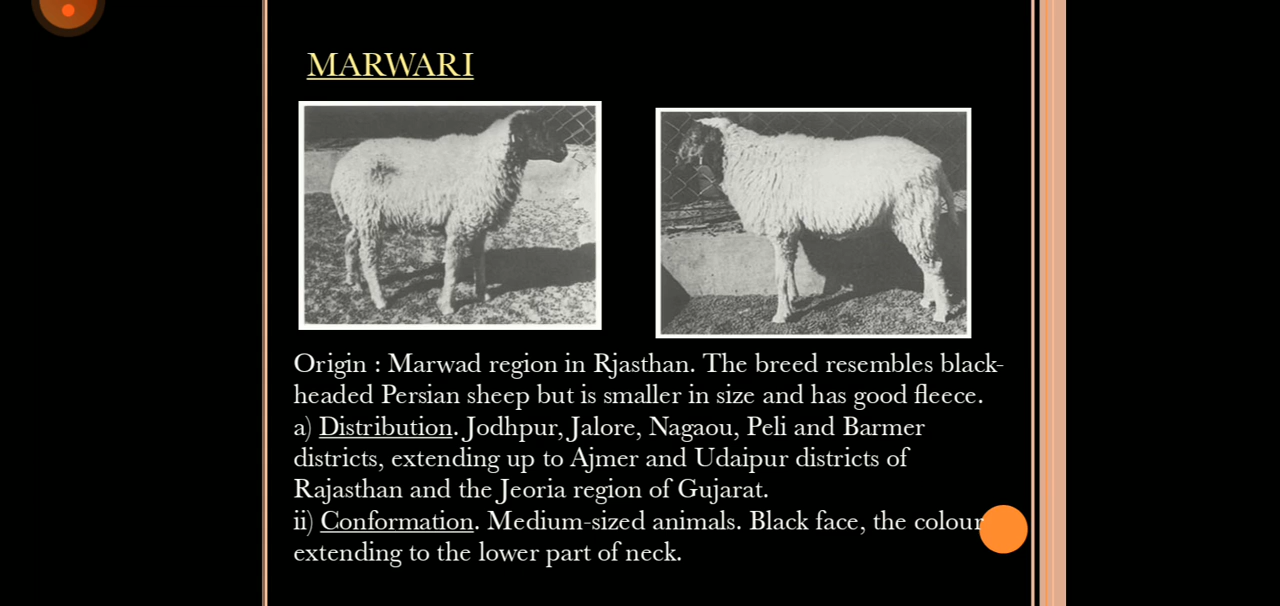 MARWARI
Origin : Marwad region in Rjasthan. The breed resembles black-
headed Persian sheep but is smaller in size and has good fleece.
a) Distribution. Jodhpur, Jalore, Nagaou, Peli and Barmer
districts, extending up to Ajmer and Udaipur districts of
Rajasthan and the Jeoria region of Gujarat.
ii) Conformation. Medium-sized animals. Black face, the colour
extending to the lower part of neck.